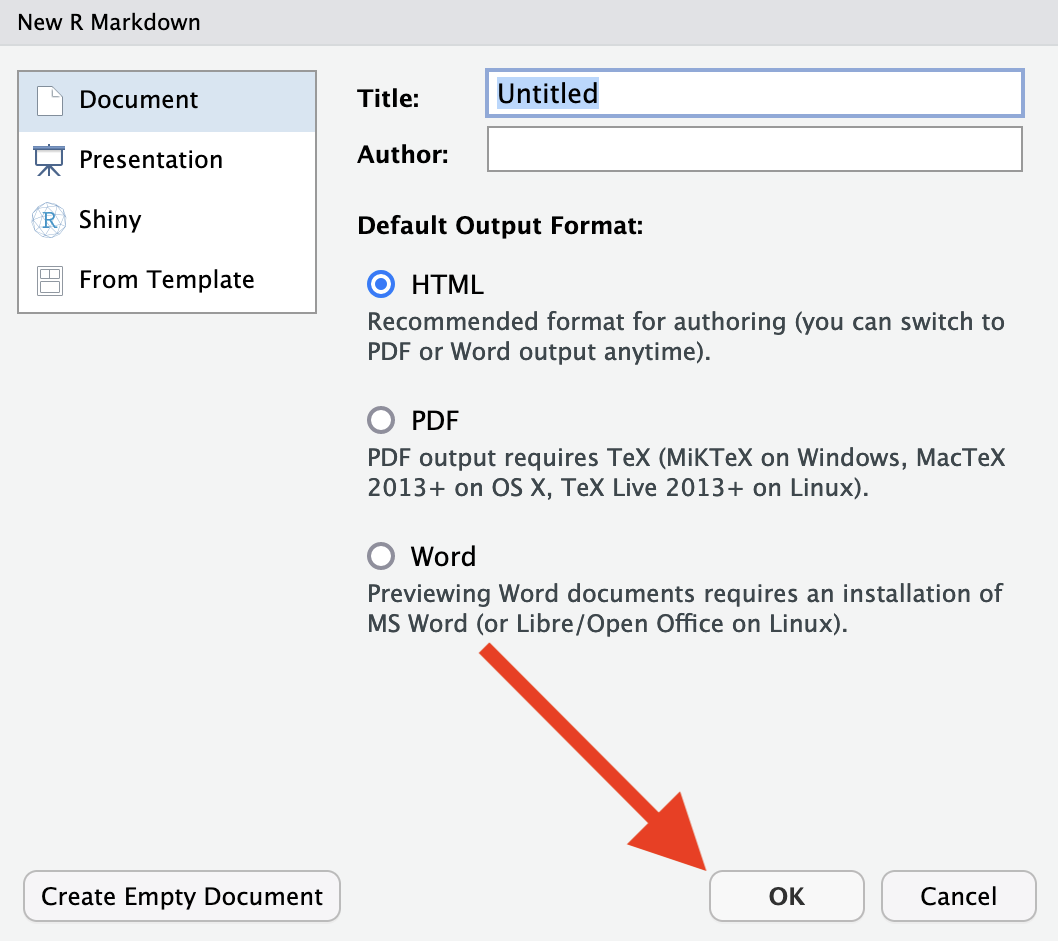 New R Markdown
Document
Presentation
Shiny
From Template
Title:
Untitled
Author:
Default Output Format:
HTML
Recommended format for authoring (you can switch to
PDF or Word output anytime).
PDF
PDF output requires TeX (MiKTeX on Windows, MacTeX
2013+ on OS X, TeX Live 2013+ on Linux).
Word
Previewing Word documents requires an installation of
MS Word (or Libre/Open Office on Linux).
Create Empty Document
OK
Cancel